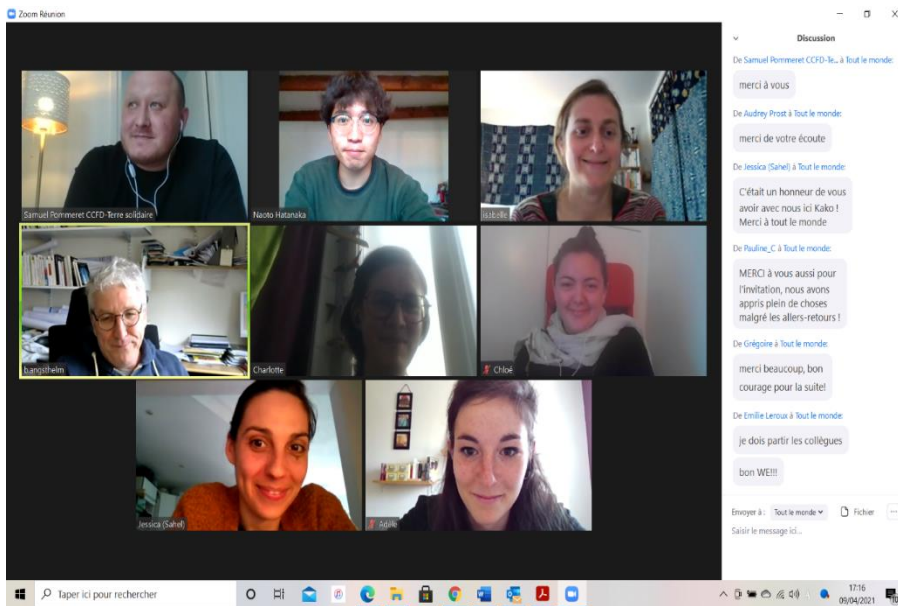 Zoom Réunion
Samuel Pommeret CCFD-Terre solidaire
Naoto Hatanaka
isabelle
b.angsthelm
Charlotte
Chloé
Jessica (Sahel)
Adèle
Discussion
De Samuel Pommeret CCFD-Te... à Tout le monde:
merci à vous
De Audrey Prost à Tout le monde:
merci de votre écoute
De Jessica (Sahel) à Tout le monde:
C'était un honneur de vous
avoir avec nous ici Kako !
Merci à tout le monde
De Pauline_C à Tout le monde:
MERCI à vous aussi pour
l'invitation, nous avons
appris plein de choses
malgré les allers-retours !
De Grégoire à Tout le monde:
merci beaucoup, bon
courage pour la suite!
De Emilie Leroux à Tout le monde:
je dois partir les collègues
bon WE!!!
Envoyer à : Tout le monde Fichier
Saisir le message ici...
Taper ici pour rechercher
17:16
09/04/2021